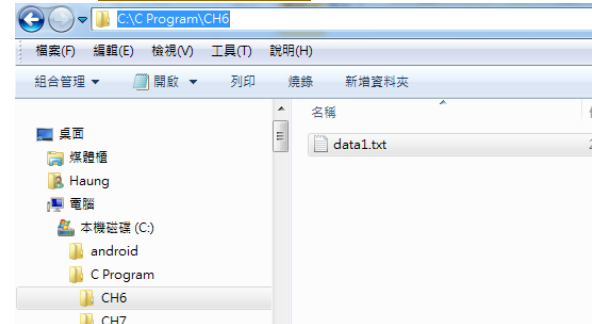 C:\C Program\CH6
檔案(F) 編輯(E) 檢視(V) 工具(T) 說明(H)
組合管理 開啟 列印 燒錄 新增資料夾
名稱
桌面
data1.txt
媒體櫃
Haung
電腦
本機磁碟 (C:)
android
C Program
CH6
CH7